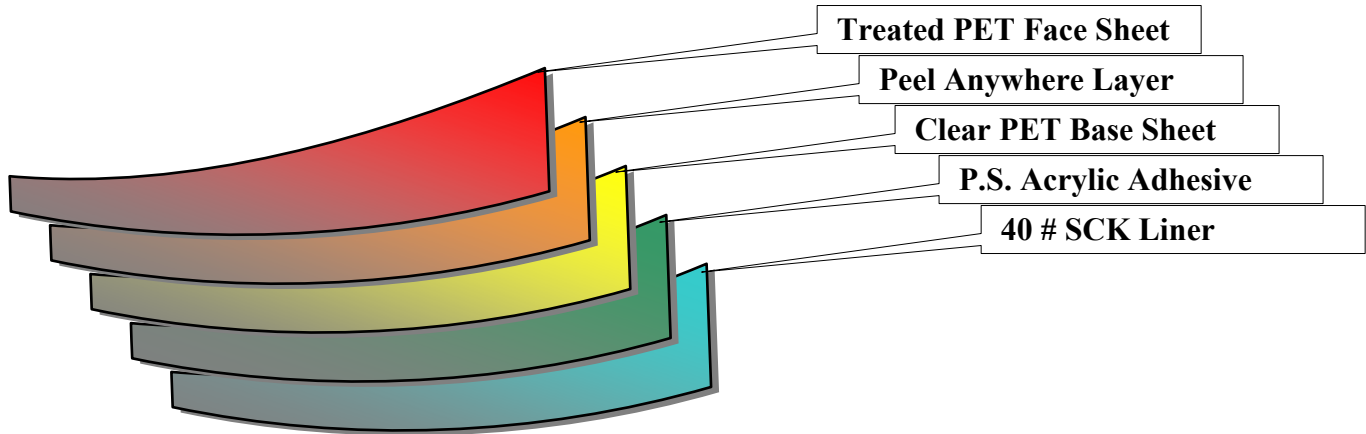 Treated PET Face Sheet
Peel Anywhere Layer
Clear PET Base Sheet
P.S. Acrylic Adhesive
40 # SCK Liner